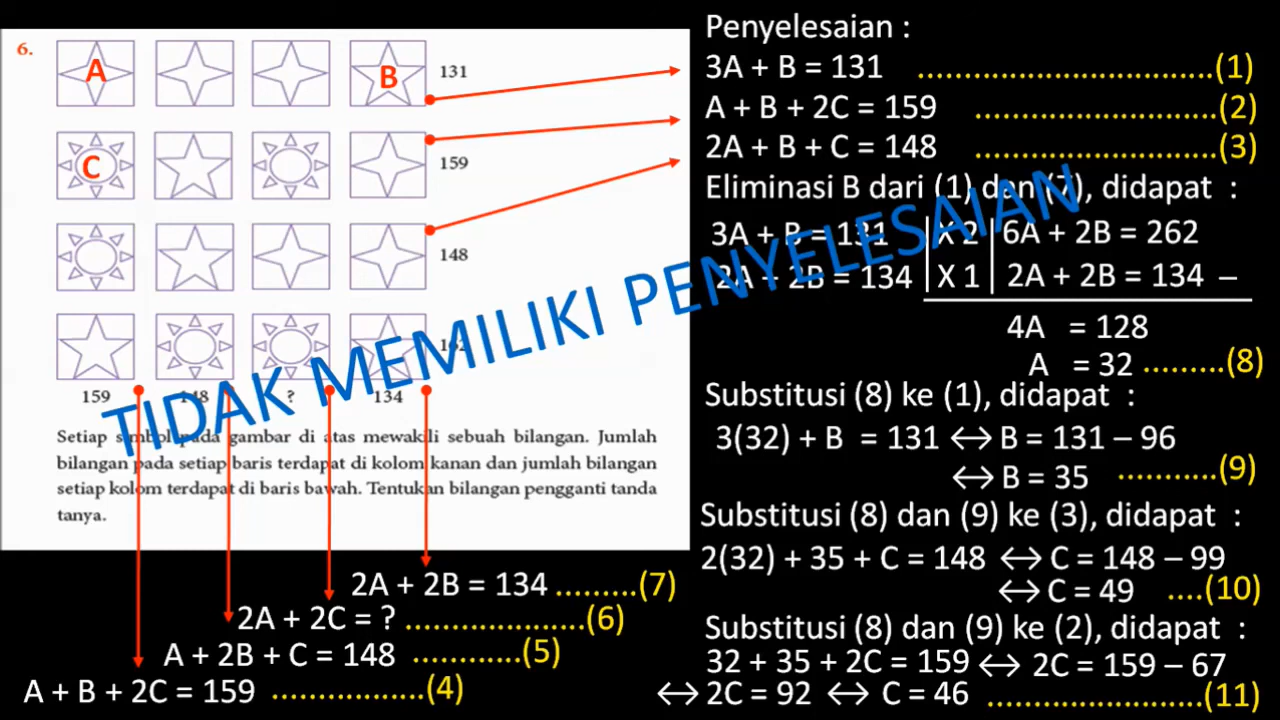 6.
A
B
131
C
159
148
162
159 148 ? 134
Setiap simbol pada gambar di atas mewakili sebuah bilangan. Jumlah
bilangan pada setiap baris terdapat di kolom kanan dan jumlah bilangan
setiap kolom terdapat di baris bawah. Tentukan bilangan pengganti tanda
tanya.
2A + 2B = 134 .........(7)
2A + 2C = ? ....................(6)
A + 2B + C = 148 ............(5)
A + B + 2C = 159 .................(4)
TIDAK MEMILIKI PENYELESAIAN
Penyelesaian :
3A + B = 131 .................................(1)
A + B + 2C = 159 ...........................(2)
2A + B + C = 148 ...........................(3)
Eliminasi B dari (1) dan (7), didapat :
3A + B = 131 | X 2 | 6A + 2B = 262
2A + 2B = 134 | X 1 | 2A + 2B = 134 –
4A = 128
A = 32 .........(8)
Substitusi (8) ke (1), didapat :
3(32) + B = 131 ↔ B = 131 – 96
↔ B = 35 ...........(9)
Substitusi (8) dan (9) ke (3), didapat :
2(32) + 35 + C = 148 ↔ C = 148 – 99
↔ C = 49 ....(10)
Substitusi (8) dan (9) ke (2), didapat :
32 + 35 + 2C = 159 ↔ 2C = 159 – 67
↔ 2C = 92 ↔ C = 46 ........................(11)